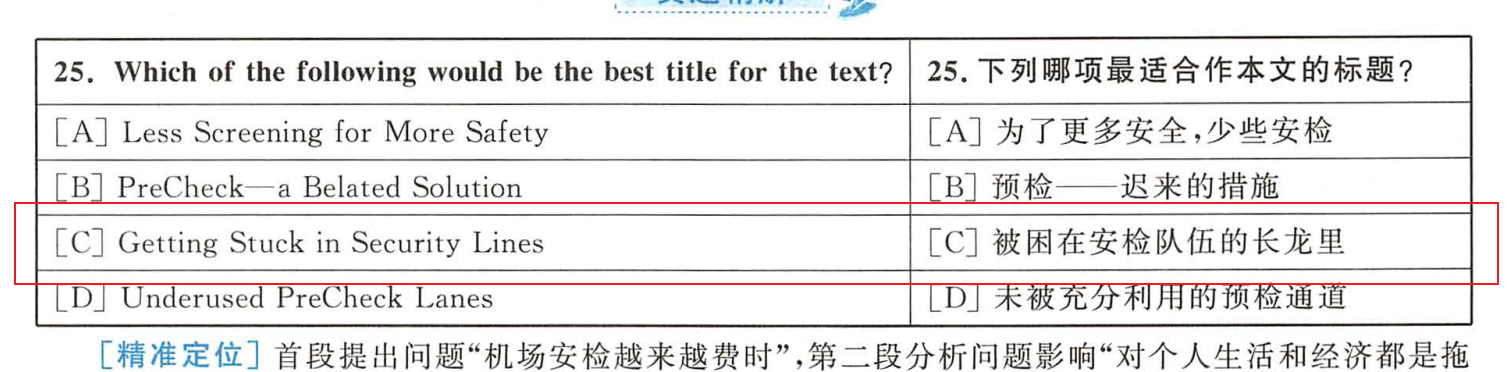 25. Which of the following would be the best title for the text? 25. 下列哪项最适合作本文的标题?
[A] Less Screening for More Safety [A] 为了更多安全,少些安检
[B] PreCheck—a Belated Solution [B] 预检——迟来的措施
[C] Getting Stuck in Security Lines [C] 被困在安检队伍的长龙里
[D] Underused PreCheck Lanes [D] 未被充分利用的预检通道
[精准定位] 首段提出问题“机场安检越来越费时”,第二段分析问题影响“对个人生活和经济都是拖